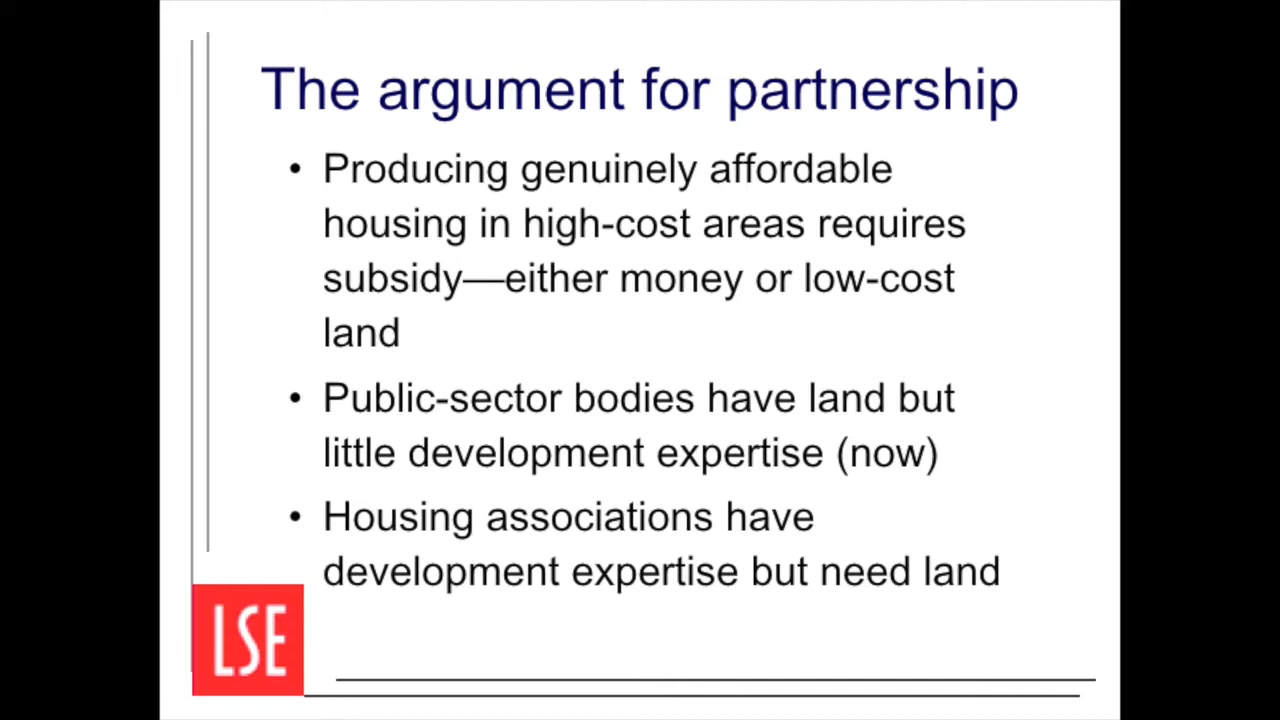 The argument for partnership
• Producing genuinely affordable
housing in high-cost areas requires
subsidy—either money or low-cost
land
• Public-sector bodies have land but
little development expertise (now)
• Housing associations have
development expertise but need land
LSE